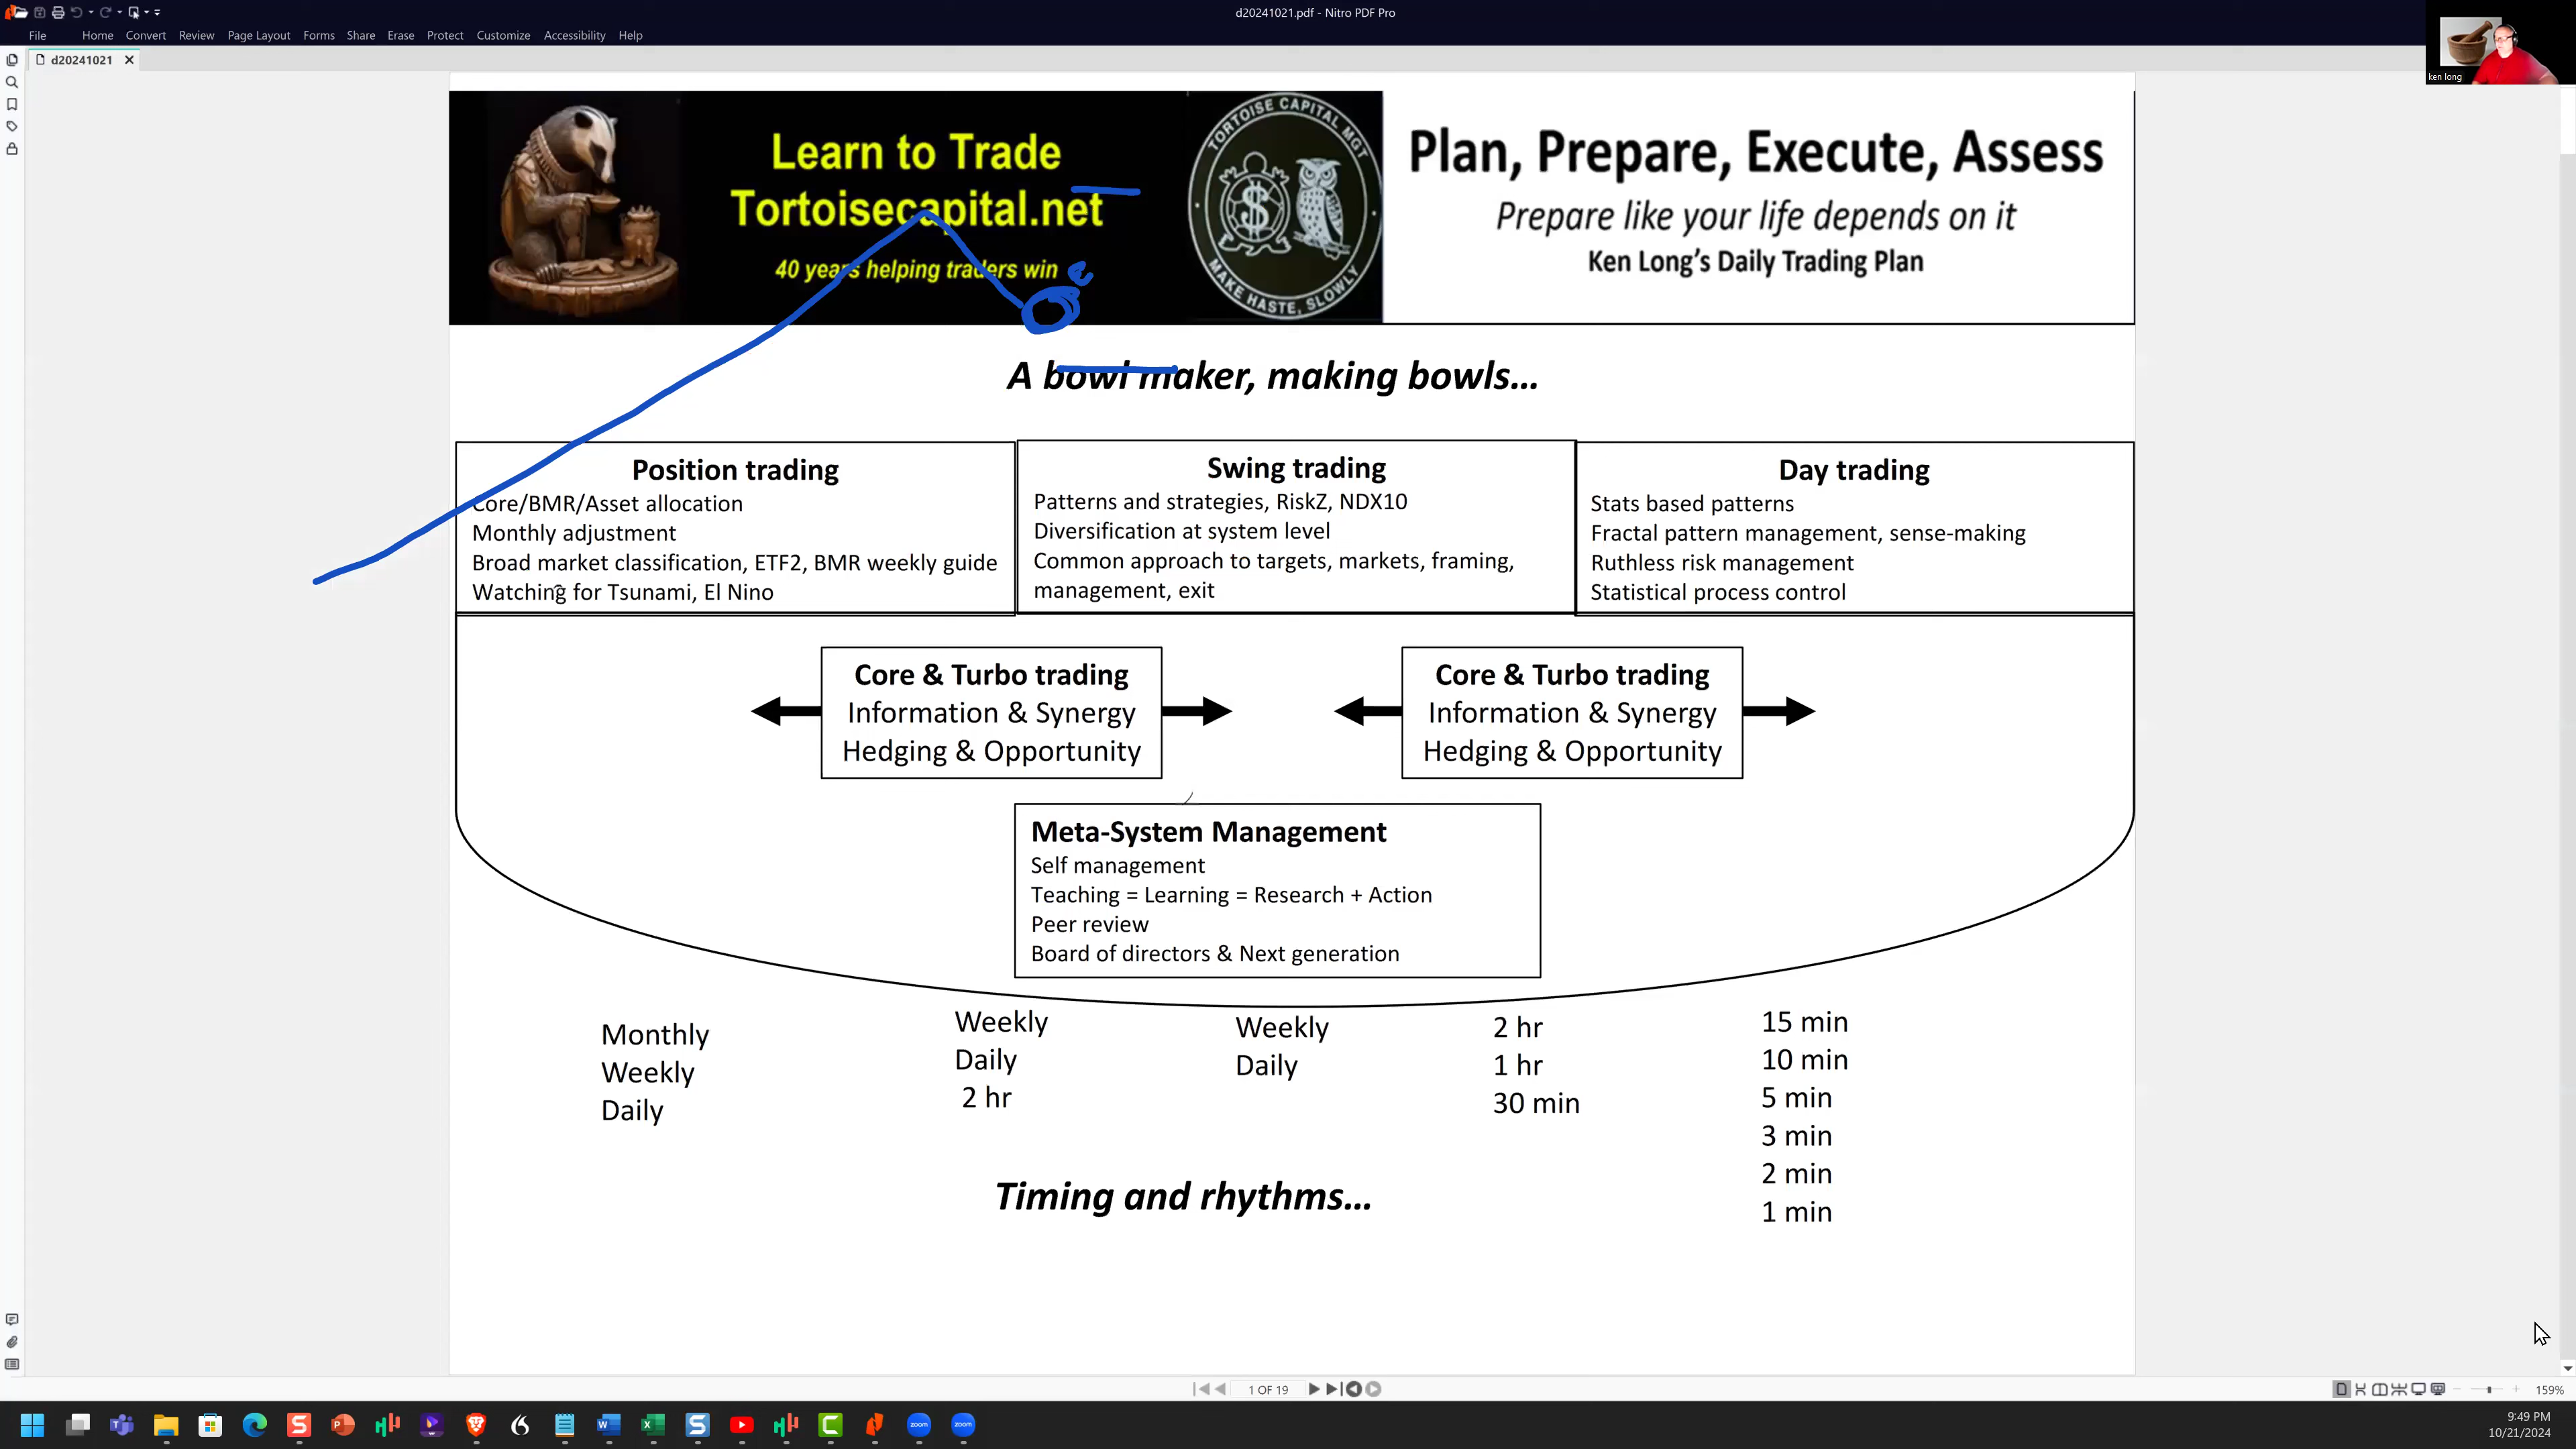 d20241021.pdf - Nitro PDF Pro
File Home Convert Review Page Layout Forms Share Erase Protect Customize Accessibility Help
d20241021
ken long
Learn to Trade
Tortoisecapital.net
40 years helping traders win
TORTOISE CAPITAL MGT
MAKE HASTE, SLOWLY
Plan, Prepare, Execute, Assess
Prepare like your life depends on it
Ken Long's Daily Trading Plan
A bowl maker, making bowls...
Position trading
Core/BMR/Asset allocation
Monthly adjustment
Broad market classification, ETF2, BMR weekly guide
Watching for Tsunami, El Nino
Swing trading
Patterns and strategies, RiskZ, NDX10
Diversification at system level
Common approach to targets, markets, framing,
management, exit
Day trading
Stats based patterns
Fractal pattern management, sense-making
Ruthless risk management
Statistical process control
Core & Turbo trading
Information & Synergy
Hedging & Opportunity
Core & Turbo trading
Information & Synergy
Hedging & Opportunity
Meta-System Management
Self management
Teaching = Learning = Research + Action
Peer review
Board of directors & Next generation
Monthly
Weekly
Daily
Weekly
Daily
2 hr
Weekly
Daily
2 hr
1 hr
30 min
15 min
10 min
5 min
3 min
2 min
1 min
Timing and rhythms...
1 OF 19
159%
zoom
zoom
9:49 PM
10/21/2024